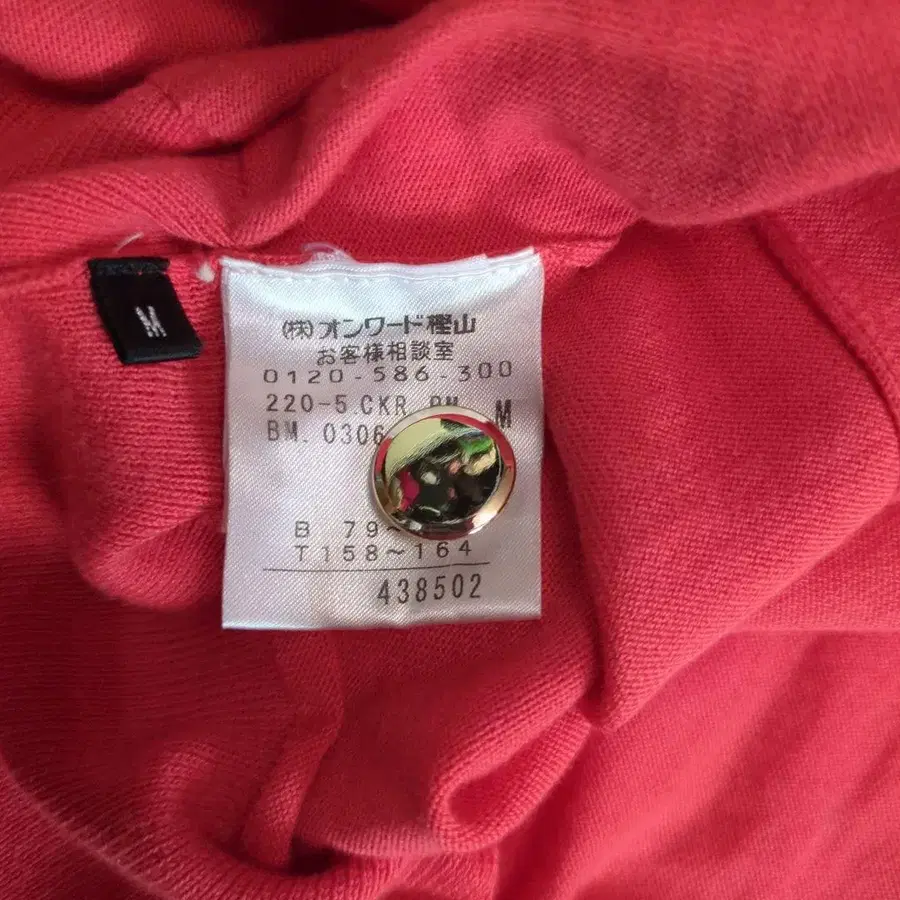 M
(株)オンワード樫山
お客様相談室
0120-586-300
220-5.CKR M
BM.0306
B 79~
T158~164
438502